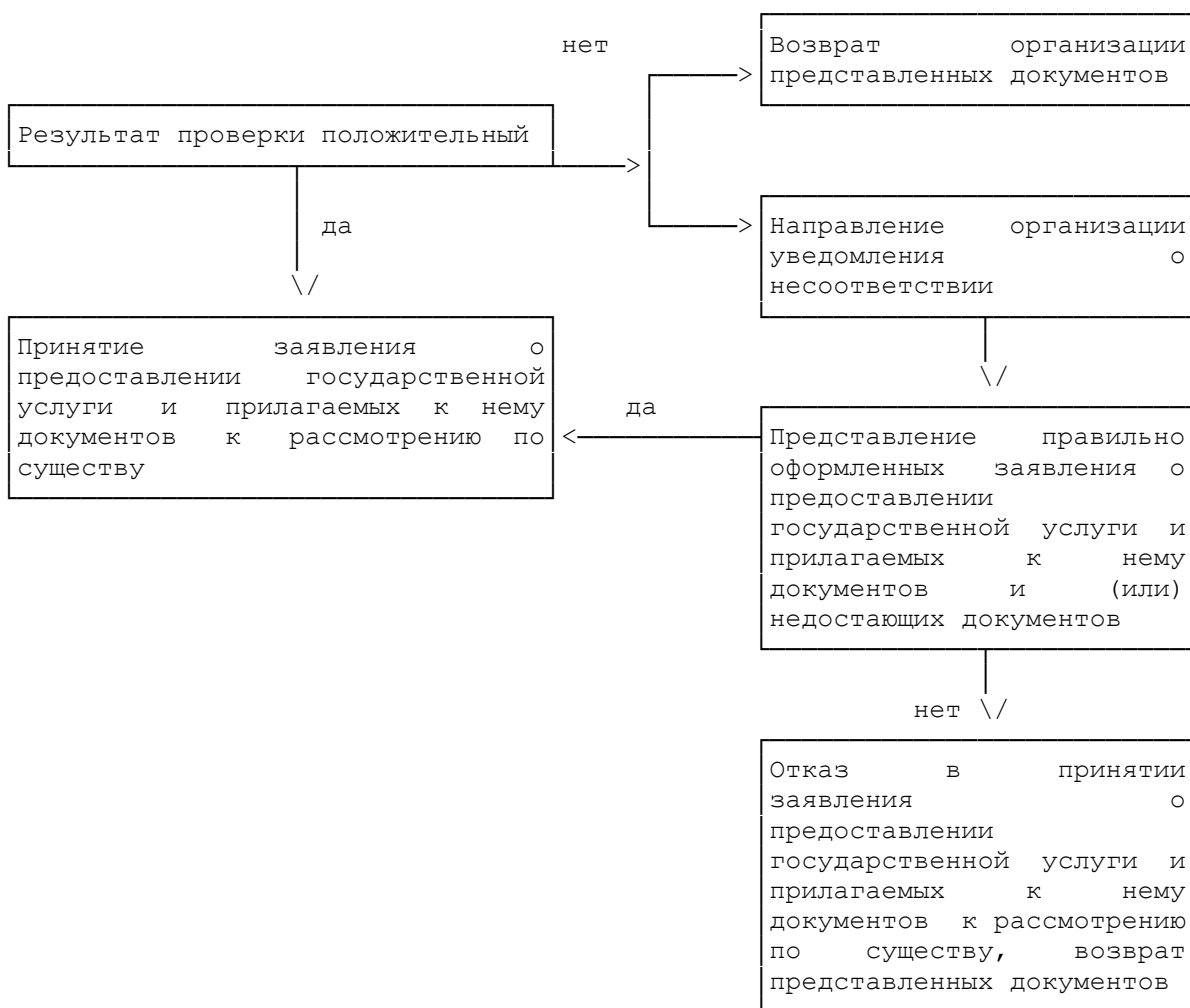 нет
Возврат организации
представленных документов
Результат проверки положительный
да
Направление организации
уведомления о
несоответствии
Принятие заявления о
предоставлении государственной
услуги и прилагаемых к нему
документов к рассмотрению по
существу
да
Представление правильно
оформленных заявления о
предоставлении
государственной услуги и
прилагаемых к нему
документов и (или)
недостающих документов
нет
Отказ в принятии
заявления о
предоставлении
государственной услуги и
прилагаемых к нему
документов к рассмотрению
по существу, возврат
представленных документов